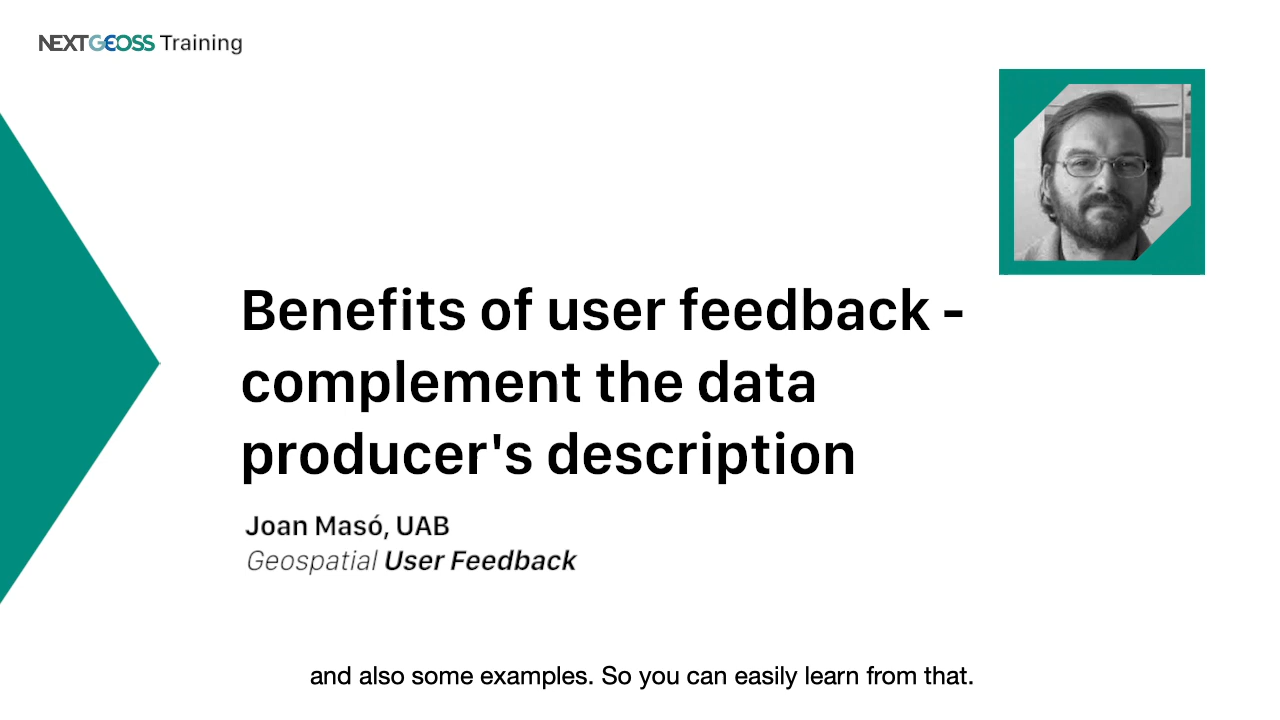 NEXTGEOSS Training
Benefits of user feedback -
complement the data
producer's description
Joan Masó, UAB
Geospatial User Feedback
and also some examples. So you can easily learn from that.